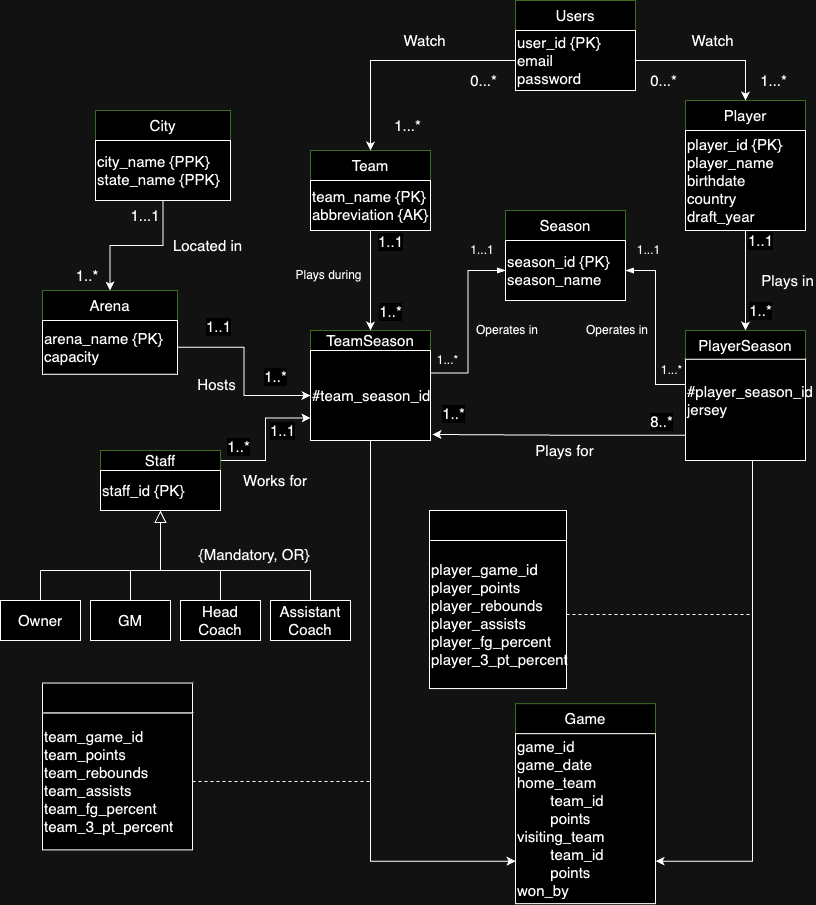 Users
user_id {PK}
email
password
Watch
Watch
0...*
0...*
1...*
1...*
City
city_name {PPK}
state_name {PPK}
1...1
Located in
1..*
Team
team_name {PK}
abbreviation {AK}
1..1
Plays during
1..*
Player
player_id {PK}
player_name
birthdate
country
draft_year
1..1
Plays in
1..*
Season
season_id {PK}
season_name
1...1
1...1
Operates in
Operates in
1...*
1...*
Arena
arena_name {PK}
capacity
1..1
Hosts
1..*
TeamSeason
#team_season_id
PlayerSeason
#player_season_id
jersey
1..*
8..*
Plays for
Staff
staff_id {PK}
1..*
1..1
Works for
{Mandatory, OR}
Owner
GM
Head
Coach
Assistant
Coach
player_game_id
player_points
player_rebounds
player_assists
player_fg_percent
player_3_pt_percent
team_game_id
team_points
team_rebounds
team_assists
team_fg_percent
team_3_pt_percent
Game
game_id
game_date
home_team
team_id
points
visiting_team
team_id
points
won_by